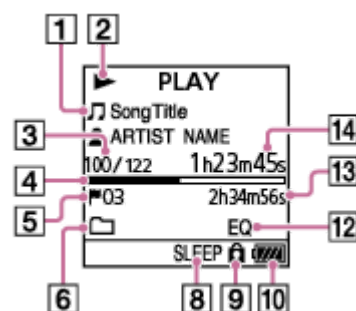 1 2
PLAY
SongTitle
ARTIST NAME
3 14
100/122 1h23m45s
4 13
03 2h34m56s
5
EQ 12
SLEEP
6 8 9 10